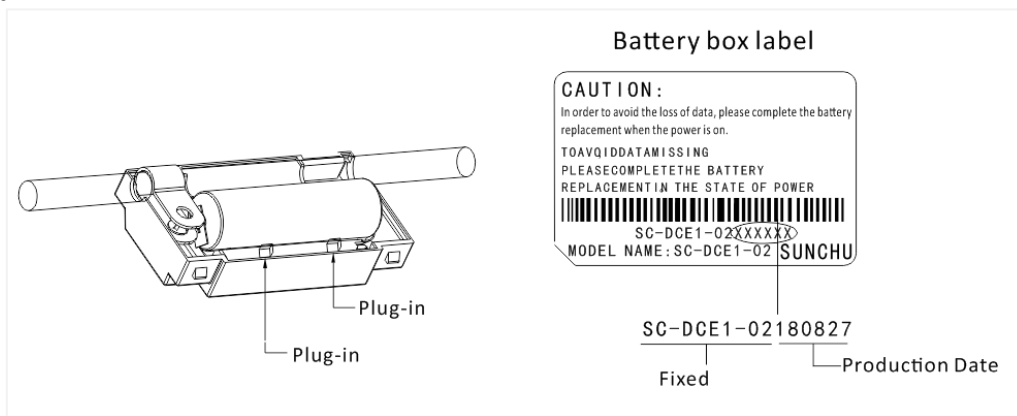 Battery box label
CAUTION:
In order to avoid the loss of data, please complete the battery
replacement when the power is on.
TOAVQIDDATAMISSING
PLEASECOMPLETETHE BATTERY
REPLACEMENTIN THE STATE OF POWER
SC-DCE1-02XXXXXX
MODEL NAME:SC-DCE1-02 SUNCHU
Plug-in
Plug-in
SC-DCE1-02180827
Production Date
Fixed